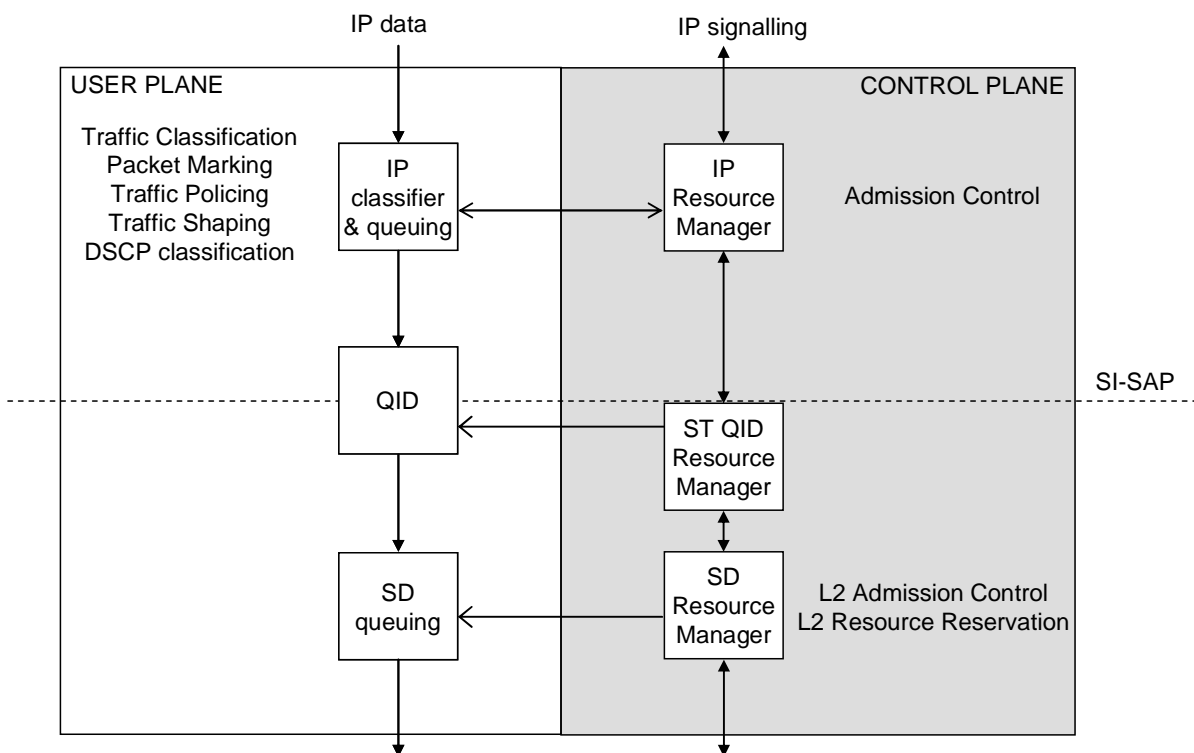 IP data
IP signalling
USER PLANE
CONTROL PLANE
Traffic Classification
Packet Marking
Traffic Policing
Traffic Shaping
DSCP classification
IP
classifier
& queuing
IP
Resource
Manager
Admission Control
QID
SI-SAP
ST QID
Resource
Manager
SD
queuing
SD
Resource
Manager
L2 Admission Control
L2 Resource Reservation